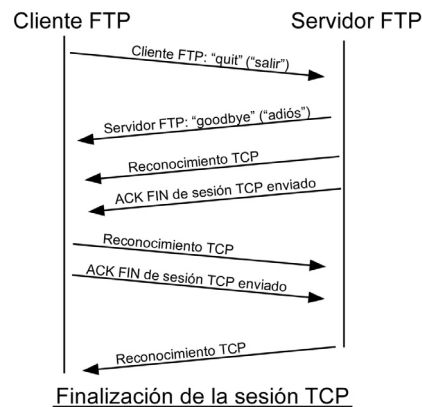 Cliente FTP
Servidor FTP
Cliente FTP: “quit” (“salir”)
Servidor FTP: “goodbye” (“adiós”)
Reconocimiento TCP
ACK FIN de sesión TCP enviado
Reconocimiento TCP
ACK FIN de sesión TCP enviado
Reconocimiento TCP
Finalización de la sesión TCP